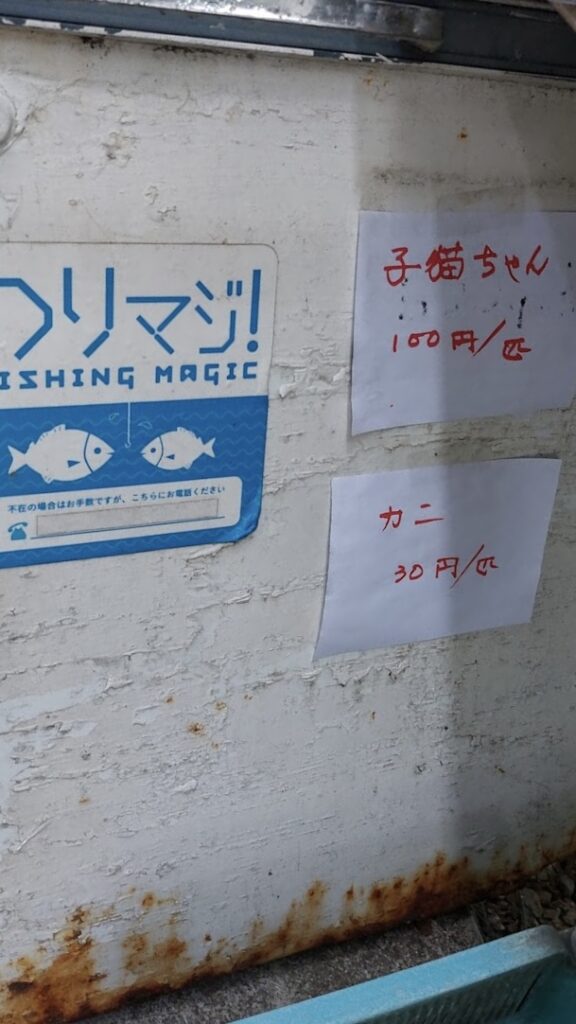 つりマジ!
ISHING MAGIC
不在の場合はお手数ですが、こちらにお電話ください
子猫ちゃん
100円/匹
カニ
30円/匹